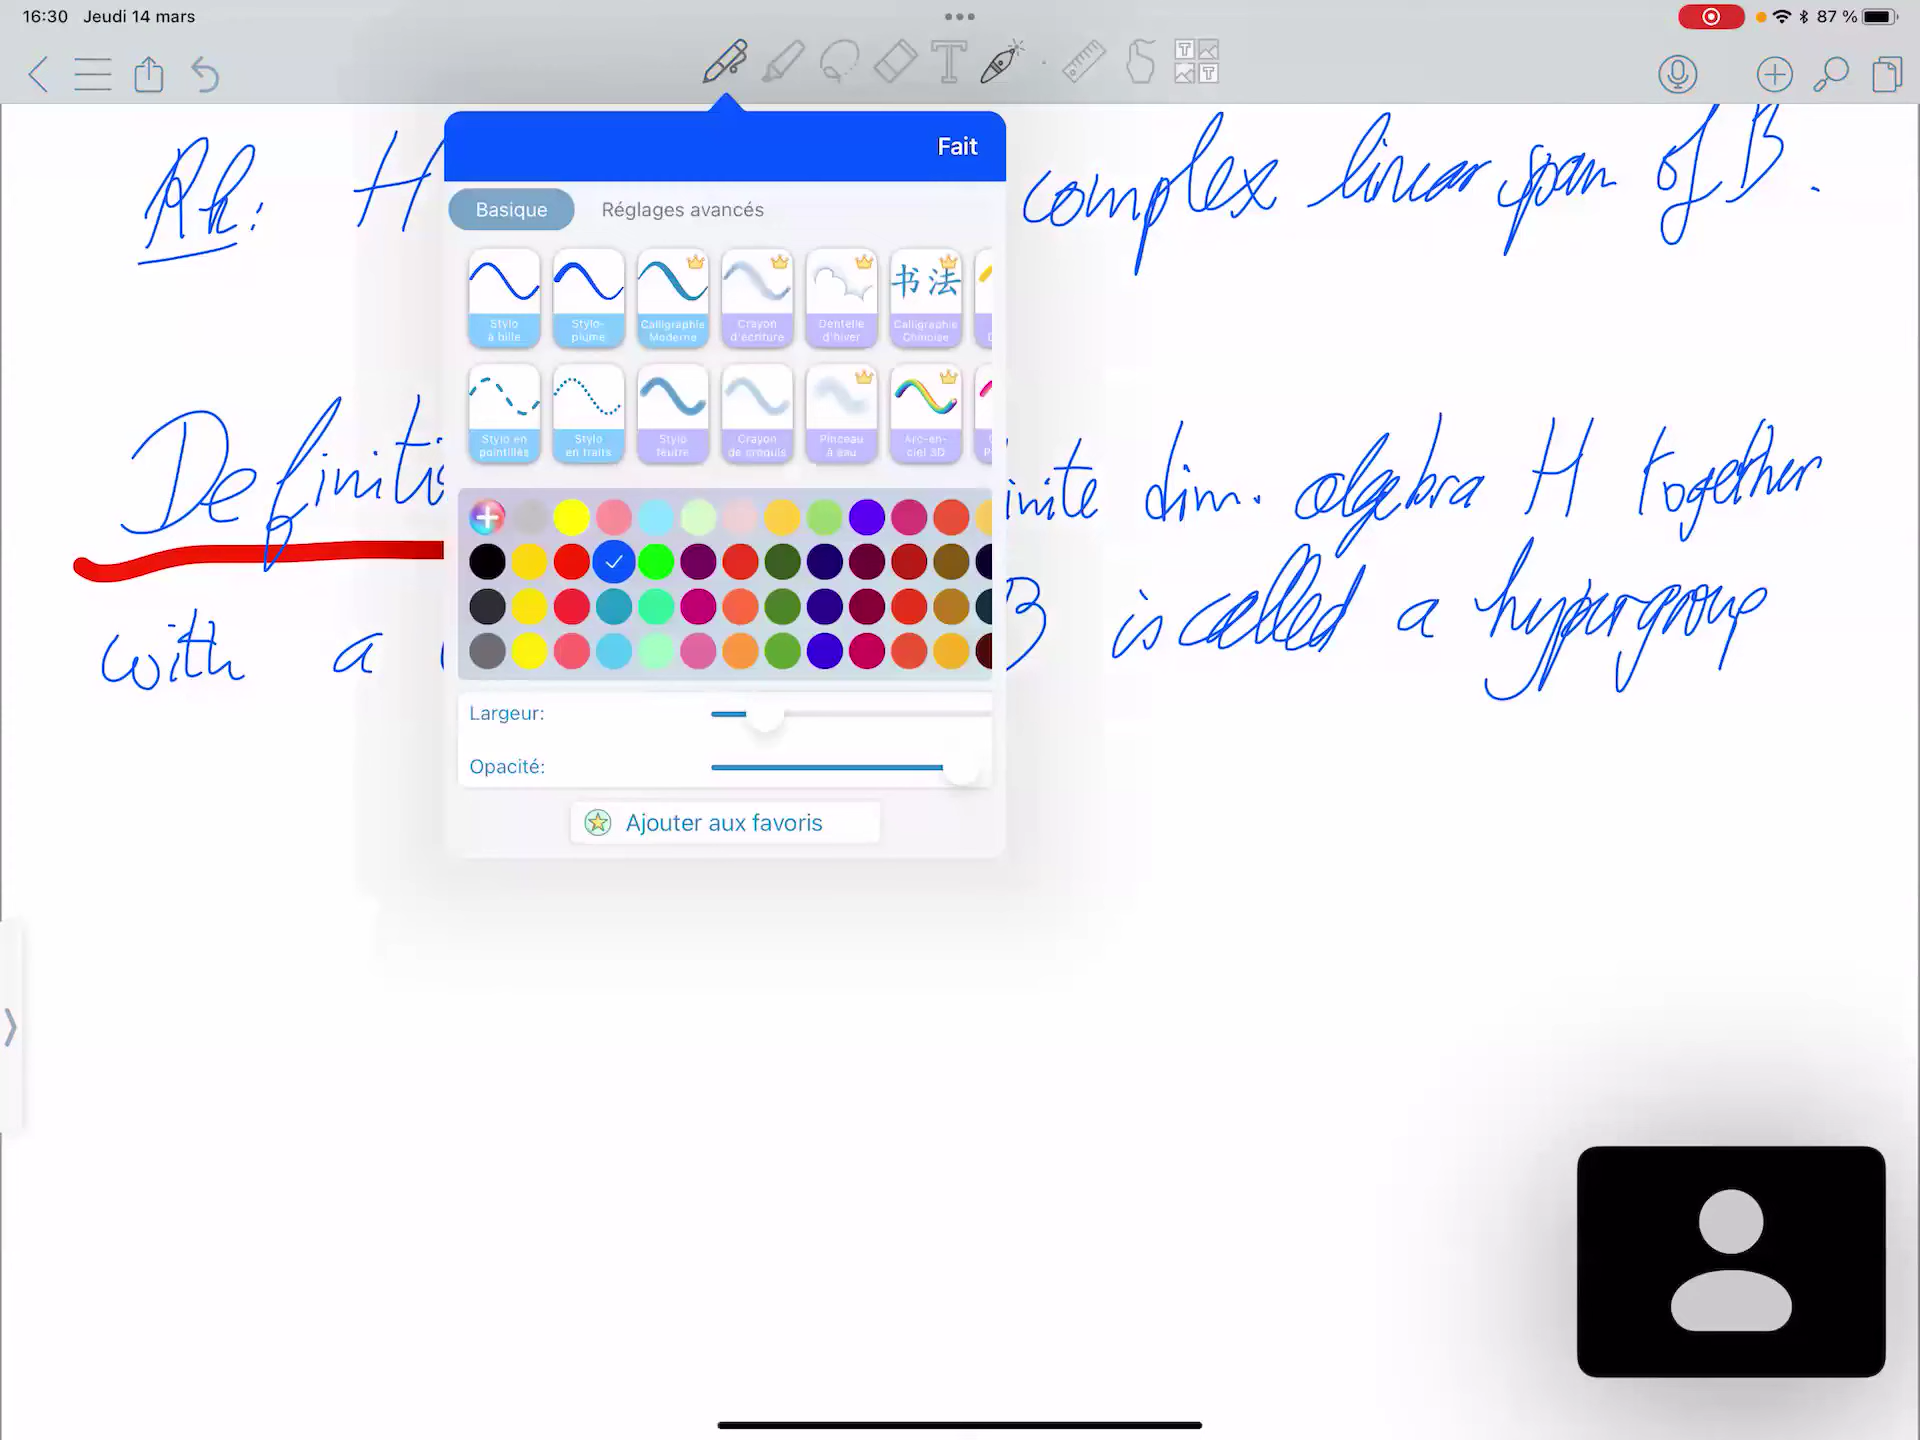 16:30 Jeudi 14 mars
87 %
Fait
Rk: H complex linear span of B.
Basique Réglages avancés
Stylo à bille
Stylo-plume
Calligraphie Moderne
Crayon d'écriture
Dentelle d'hiver
书法
Calligraphie Chinoise
Stylo en pointillés
Stylo en traits
Stylo feutre
Crayon de croquis
Pinceau à eau
Arc-en-ciel 3D
Definitio inite dim. algebra H together
with a B is called a hypergroup
Largeur:
Opacité:
Ajouter aux favoris